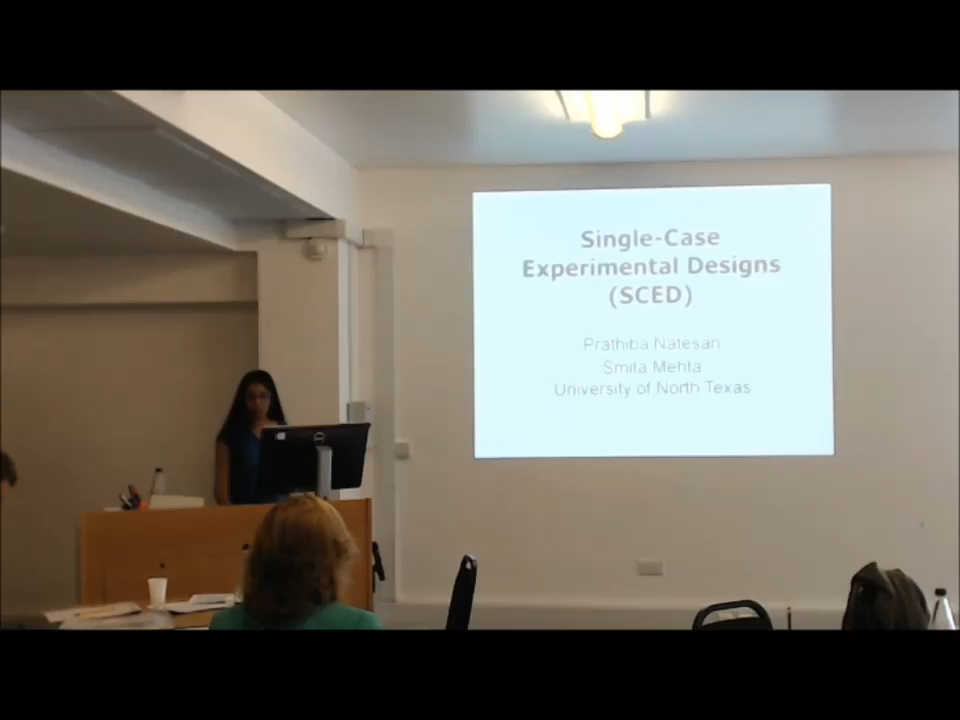 Single-Case
Experimental Designs
(SCED)
Prathiba Natesan
Smita Mehta
University of North Texas